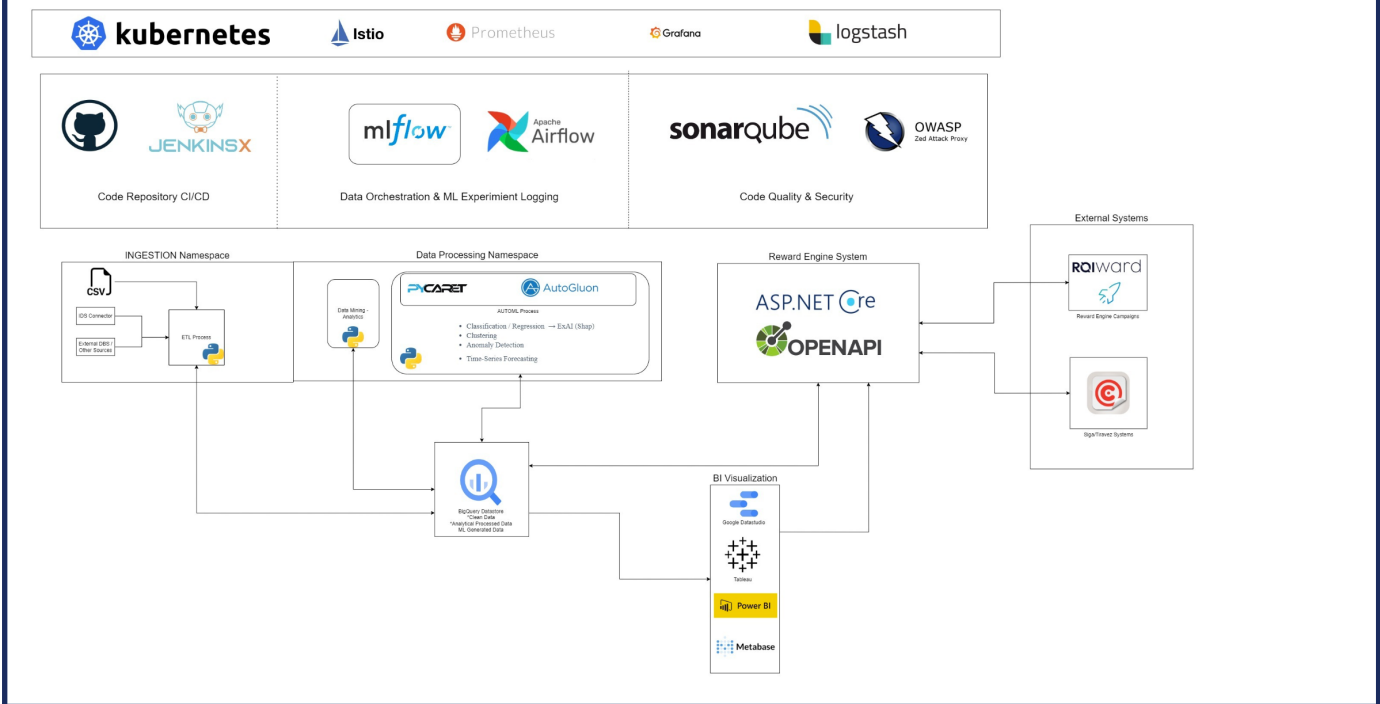 kubernetes
Istio
Prometheus
Grafana
logstash
JENKINSX
Code Repository CI/CD
mlflow
Apache
Airflow
Data Orchestration & ML Experimient Logging
sonarqube
OWASP
Zed Attack Proxy
Code Quality & Security
INGESTION Namespace
CSV
IDS Connector
External DBS /
Other Sources
ETL Process
Data Processing Namespace
Data Mining -
Analytics
PYCARET
AutoGluon
AUTOML Process
• Classification / Regression → ExAI (Shap)
• Clustering
• Anomaly Detection
• Time-Series Forecasting
Reward Engine System
ASP.NET Core
OPENAPI
External Systems
ROIWard
Reward Engine Campaigns
Siga/Tiravez Systems
BigQuery Datastore
*Clean Data
*Analytical Processed Data
ML Generated Data
BI Visualization
Google Datastudio
Tableau
Power BI
Metabase